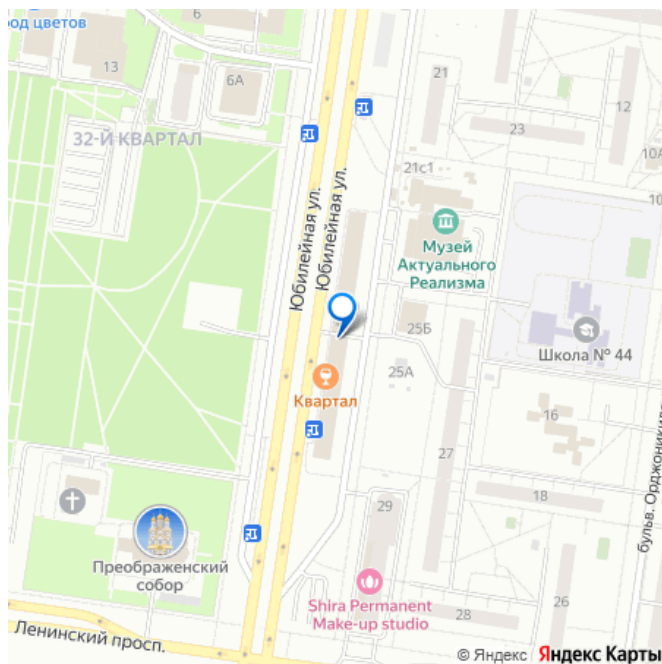 6
од цветов
13
6А
32-Й КВАРТАЛ
Юбилейная ул.
Юбилейная ул.
21
12
23
10А
21с1
10
Музей
Актуального
Реализма
25Б
Школа № 44
25А
Квартал
16
27
бульв. Орджоникидзе
18
29
Преображенский
собор
Shira Permanent
Make-up studio
28
26
Ленинский просп.
© Яндекс Яндекс Карты